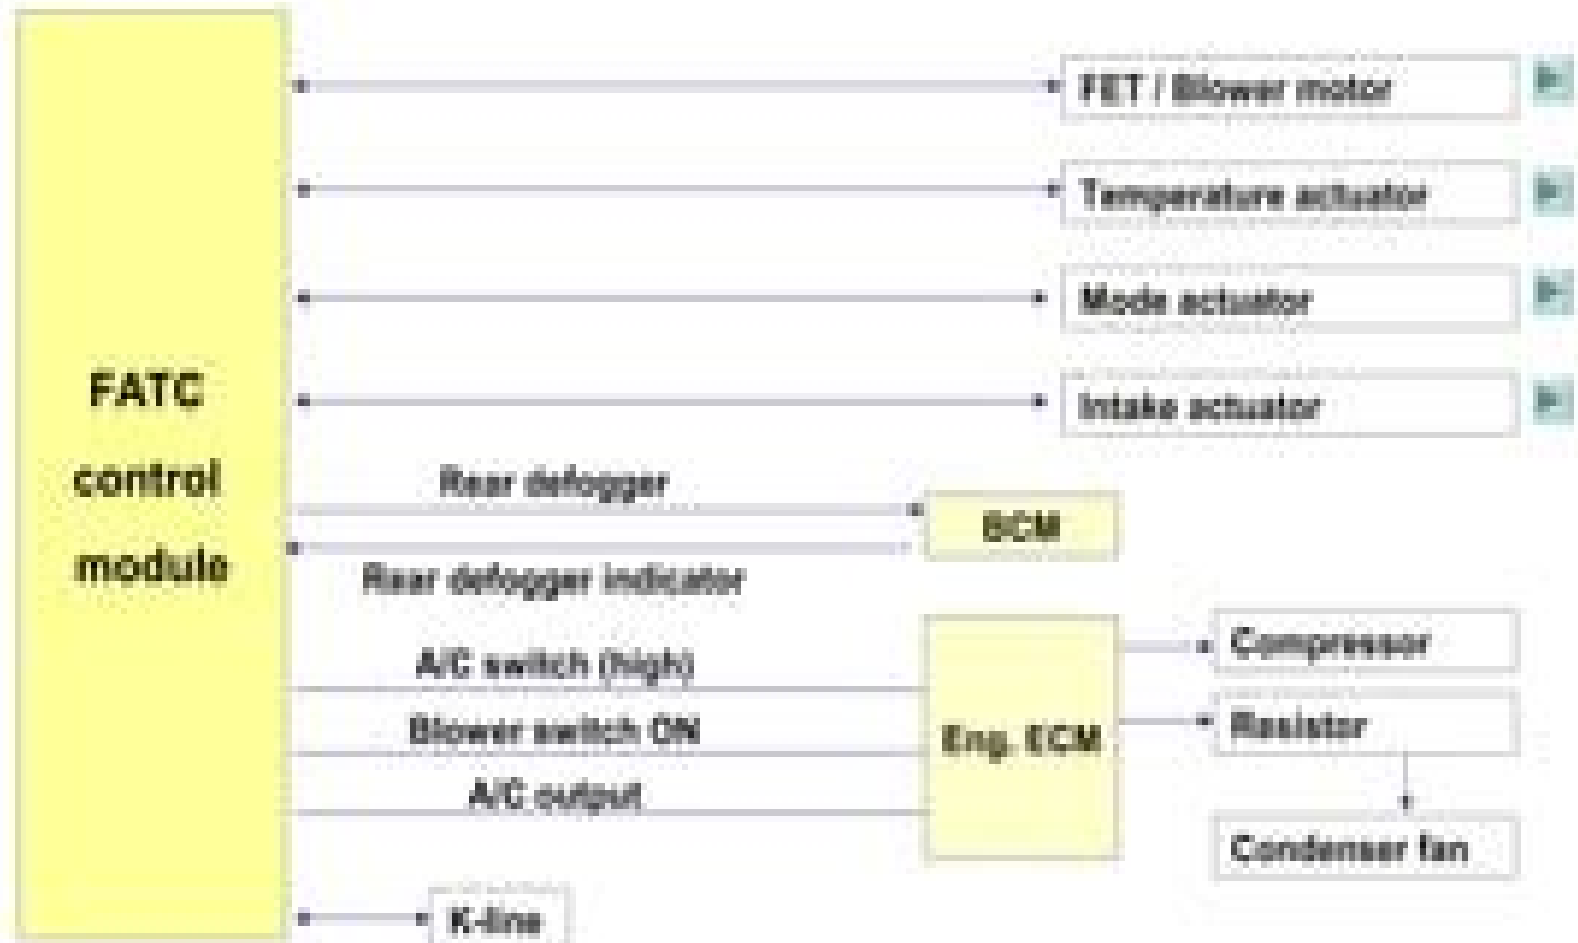 FET / Blower motor
Temperature actuator
Mode actuator
Intake actuator
FATC
control
module
Rear defogger
BCM
Rear defogger indicator
A/C switch (high)
Blower switch ON
A/C output
Eng. ECM
Compressor
Resistor
Condenser fan
K-line